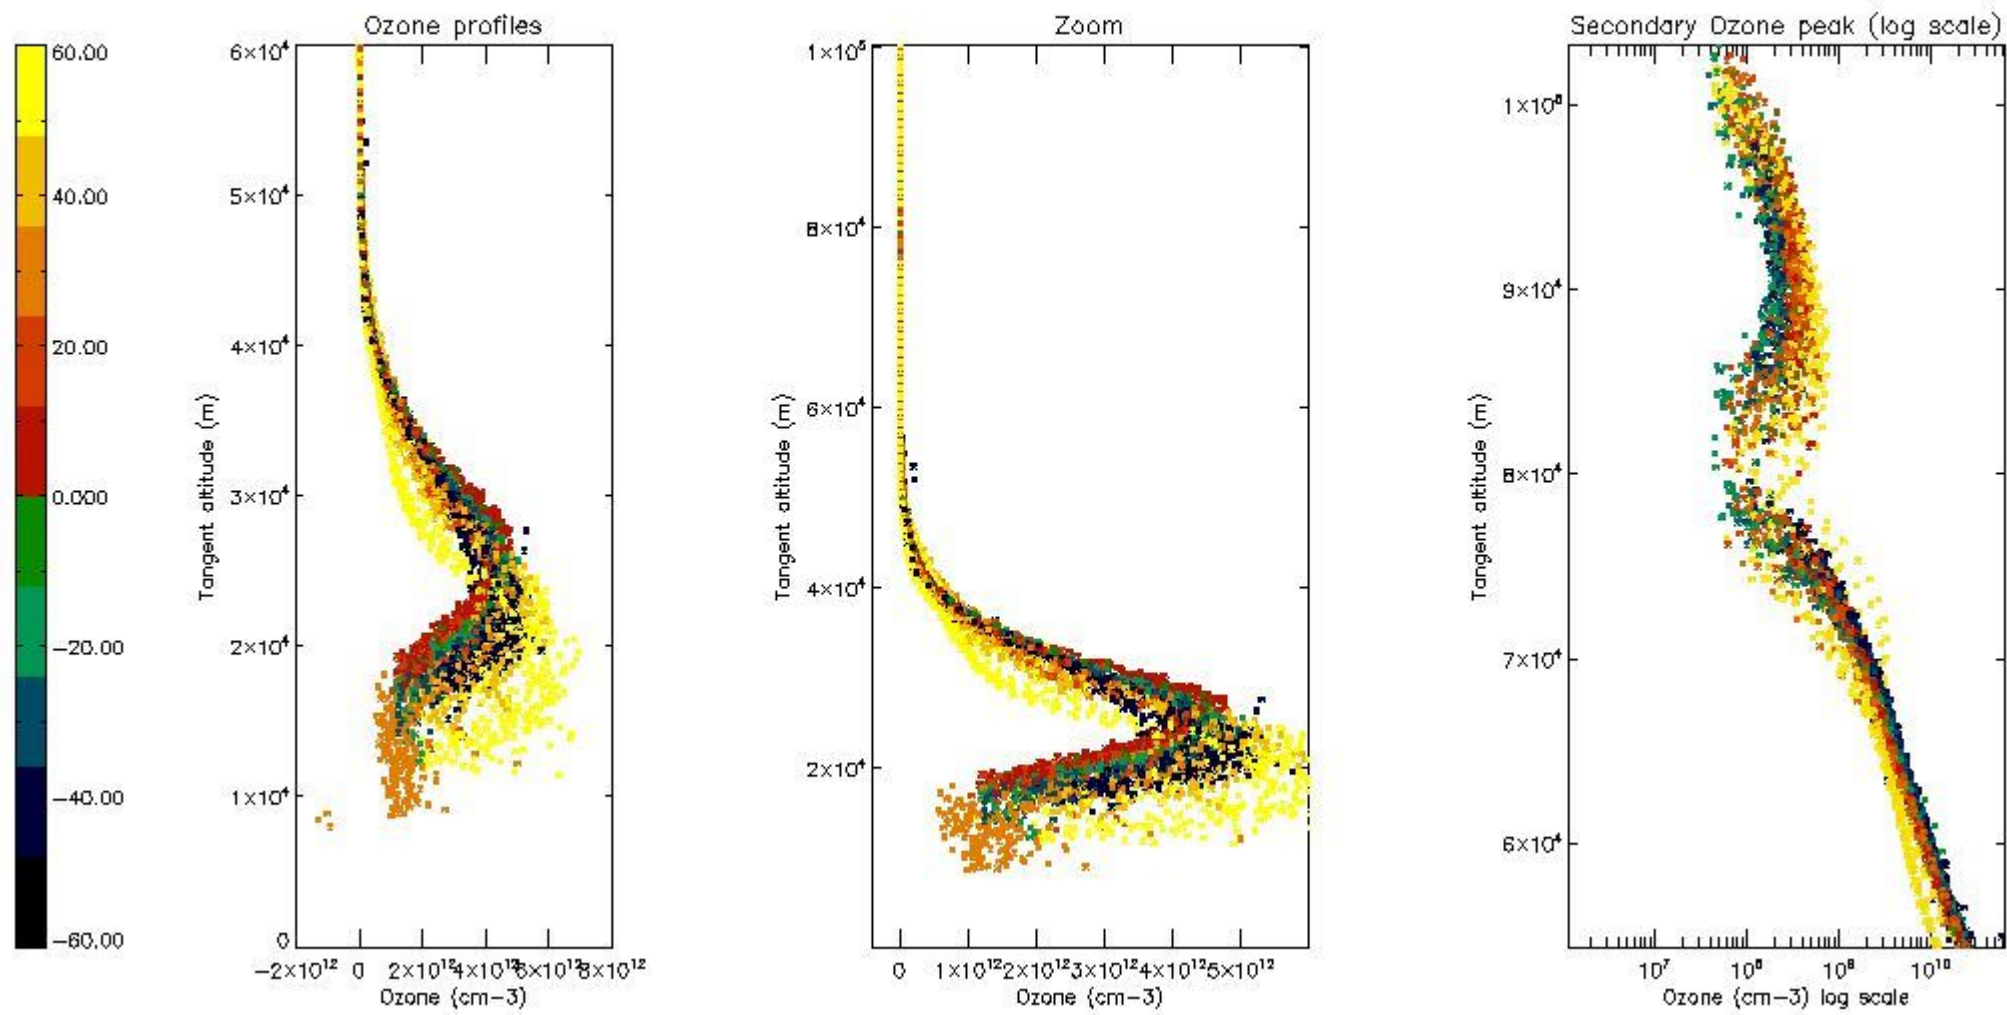 Ozone profiles
Zoom
Secondary Ozone peak (log scale)
60.00
40.00
20.00
0.000
-20.00
-40.00
-60.00
6×10⁴
5×10⁴
4×10⁴
3×10⁴
2×10⁴
1×10⁴
0
Tangent altitude (m)
-2×10¹² 0 2×10¹² 4×10¹² 6×10¹² 8×10¹²
Ozone (cm-3)
1×10⁵
8×10⁴
6×10⁴
4×10⁴
2×10⁴
Tangent altitude (m)
0 1×10¹² 2×10¹² 3×10¹² 4×10¹² 5×10¹²
Ozone (cm-3)
1×10⁵
9×10⁴
8×10⁴
7×10⁴
6×10⁴
Tangent altitude (m)
10⁷ 10⁸ 10⁹ 10¹⁰
Ozone (cm-3) log scale